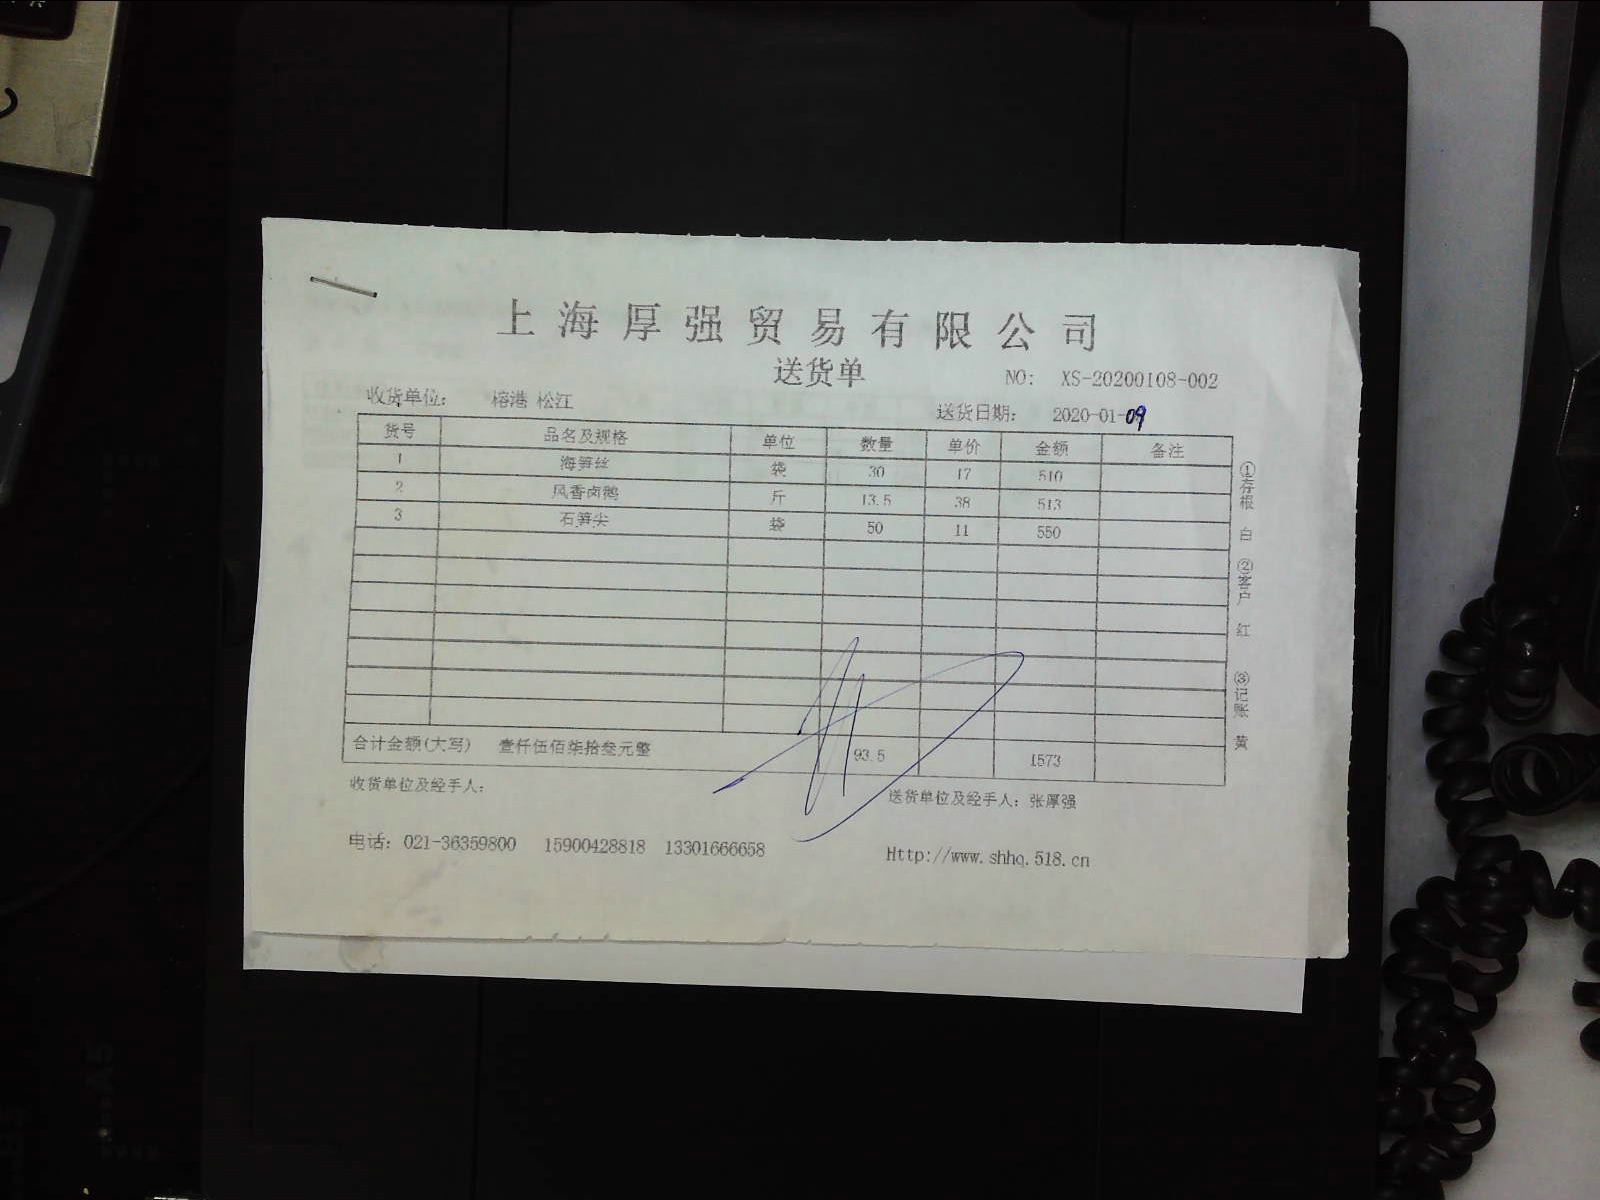 上海厚强贸易有限公司
送货单
NO: XS-20200108-002
收货单位: 榕港 松江
送货日期: 2020-01-09
货号 品名及规格 单位 数量 单价 金额 备注
1 海笋丝 袋 30 17 510
2 风香卤鹅 斤 13.5 38 513
3 石笋尖 袋 50 11 550
合计金额(大写) 壹仟伍佰柒拾叁元整 93.5 1573
收货单位及经手人:
送货单位及经手人: 张厚强
电话: 021-36359800 15900428818 13301666658
Http://www.shhq.518.cn
①存根 白 ②客户 红 ③记账 黄
A5